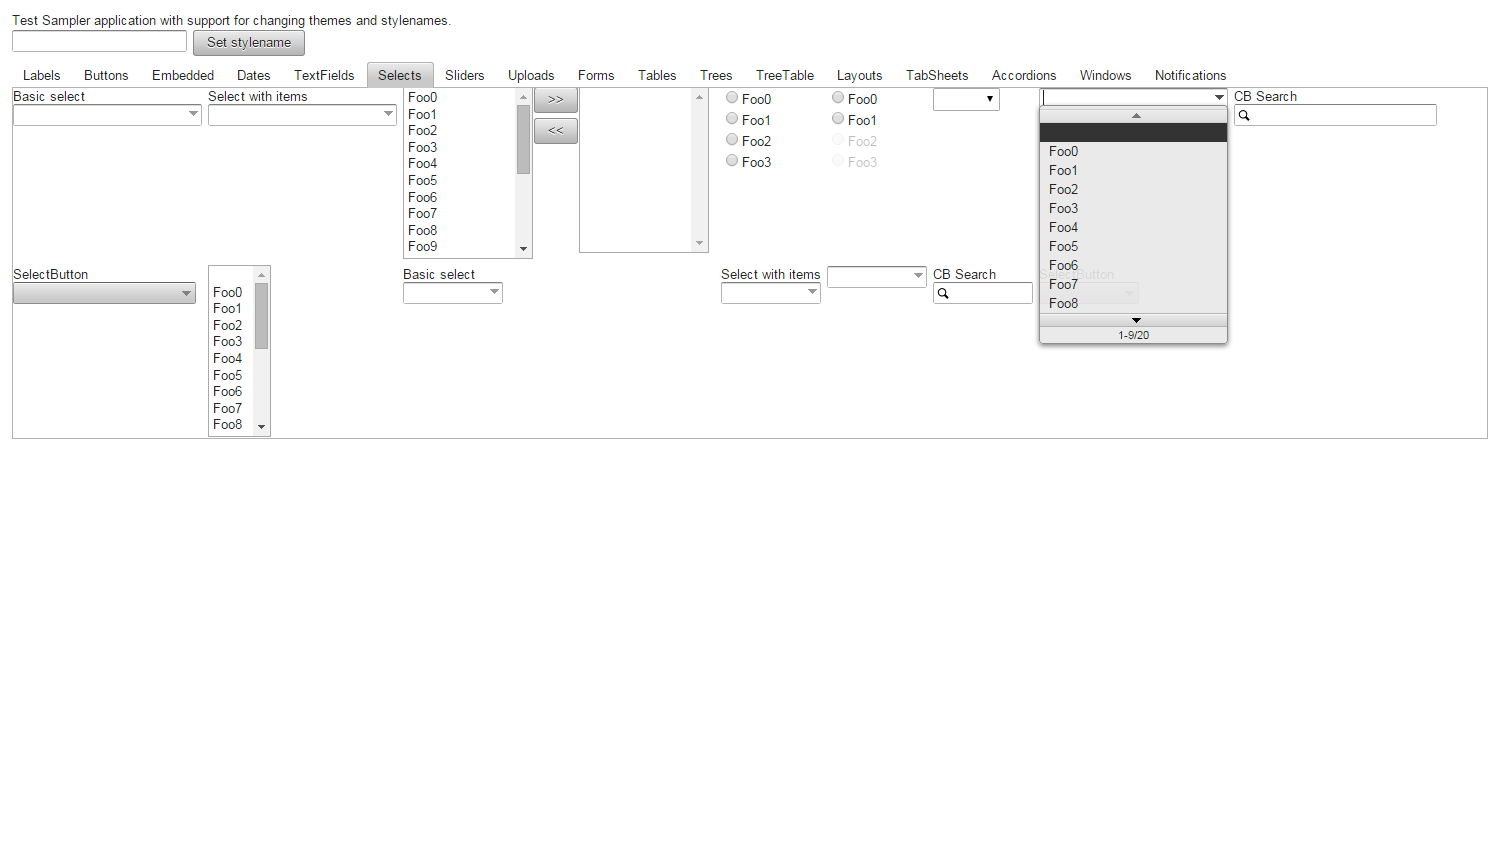 Test Sampler application with support for changing themes and stylenames.
Set stylename
Labels Buttons Embedded Dates TextFields Selects Sliders Uploads Forms Tables Trees TreeTable Layouts TabSheets Accordions Windows Notifications
Basic select
Select with items
Foo0
Foo1
Foo2
Foo3
Foo4
Foo5
Foo6
Foo7
Foo8
Foo9
>>
<<
Foo0
Foo1
Foo2
Foo3
Foo0
Foo1
Foo2
Foo3
Foo0
Foo1
Foo2
Foo3
Foo4
Foo5
Foo6
Foo7
Foo8
1-9/20
CB Search
SelectButton
Foo0
Foo1
Foo2
Foo3
Foo4
Foo5
Foo6
Foo7
Foo8
Basic select
Select with items
CB Search
SelectButton